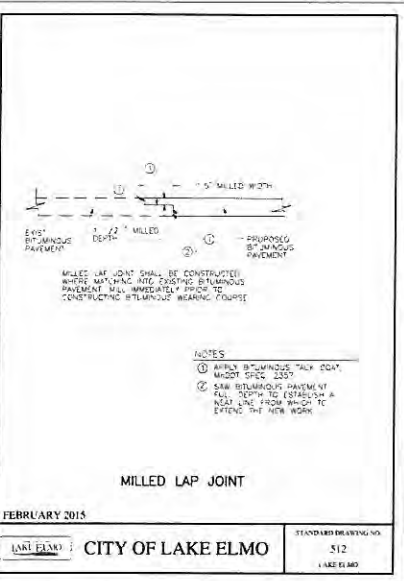 ①
① 5" MILLED WIDTH
EXIST
BITUMINOUS
PAVEMENT
MILLED
DEPTH
②
① PROPOSED
BITUMINOUS
PAVEMENT
MILLED LAP JOINT SHALL BE CONSTRUCTED
WHERE MATCHING INTO EXISTING BITUMINOUS
PAVEMENT MILL IMMEDIATELY PRIOR TO
CONSTRUCTING BITUMINOUS WEARING COURSE
NOTES
① APPLY BITUMINOUS TACK COAT,
MnDOT SPEC. 2357
② SAW BITUMINOUS PAVEMENT
FULL DEPTH TO ESTABLISH A
NEAT LINE FROM WHICH TO
EXTEND THE NEW WORK
MILLED LAP JOINT
FEBRUARY 2015
LAKE ELMO
CITY OF LAKE ELMO
STANDARD DRAWING NO.
512
LAKE ELMO